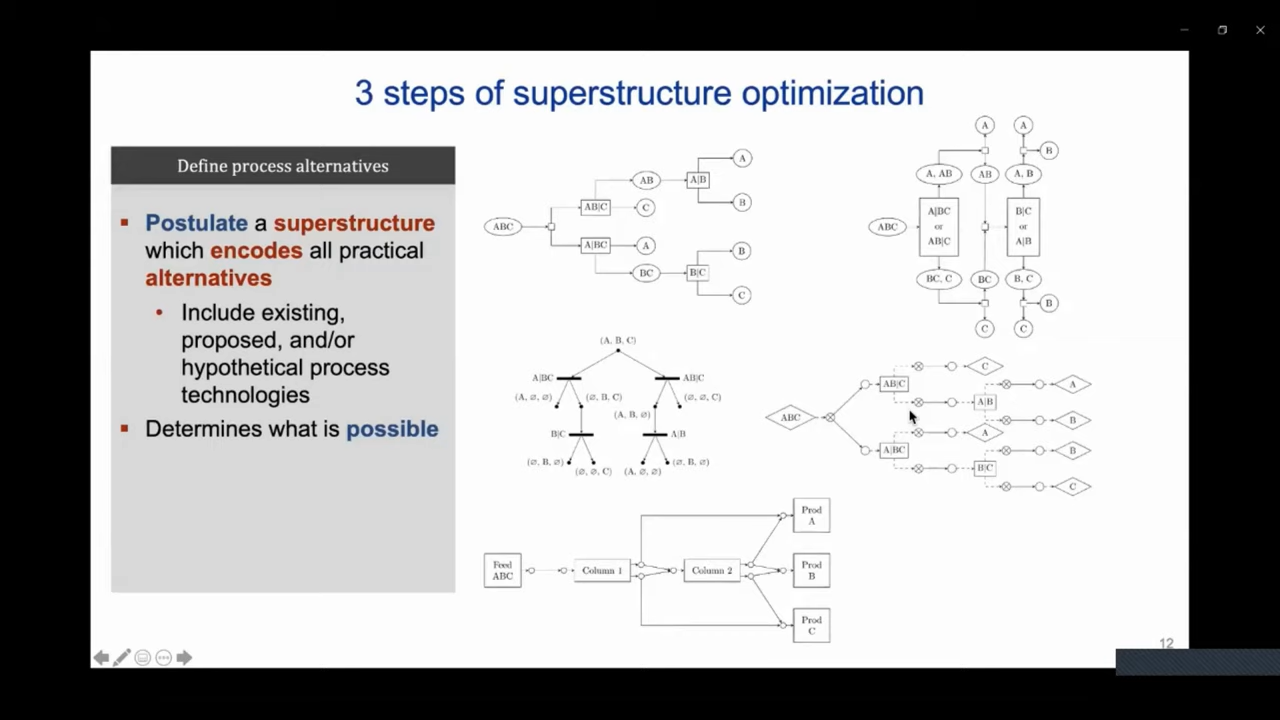 3 steps of superstructure optimization
Define process alternatives
▪ Postulate a superstructure
which encodes all practical
alternatives
• Include existing,
proposed, and/or
hypothetical process
technologies
▪ Determines what is possible
ABC
AB|C
A|BC
AB
C
A
BC
A|B
B|C
A
B
B
C
ABC
A, AB
A|BC
or
AB|C
BC, C
A
AB
BC
C
A
B
A, B
B|C
or
A|B
B, C
B
C
(A, B, C)
A|BC
AB|C
(A, ∅, ∅)
(∅, B, C)
(A, B, ∅)
(∅, ∅, C)
B|C
A|B
(∅, B, ∅)
(∅, ∅, C)
(A, ∅, ∅)
(∅, B, ∅)
ABC
AB|C
A|BC
C
A|B
A
B|C
A
B
B
C
Feed
ABC
Column 1
Column 2
Prod
A
Prod
B
Prod
C
12